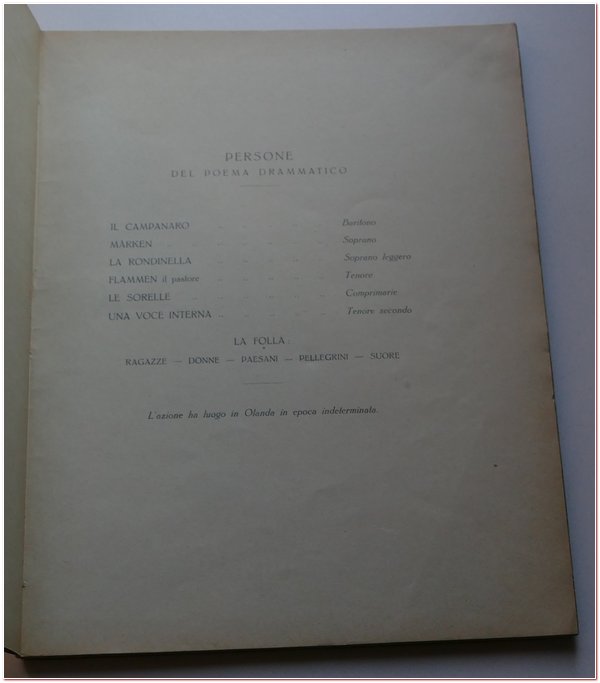 PERSONE
DEL POEMA DRAMMATICO
IL CAMPANARO .. .. .. .. .. Baritono
MÀRKEN .. .. .. .. .. .. Soprano
LA RONDINELLA .. .. .. .. .. Soprano leggero
FLAMMEN il pastore .. .. .. .. .. Tenore
LE SORELLE .. .. .. .. .. .. Comprimarie
UNA VOCE INTERNA .. .. .. .. .. Tenore secondo
LA FOLLA:
RAGAZZE — DONNE — PAESANI — PELLEGRINI — SUORE
L'azione ha luogo in Olanda in epoca indeterminata.